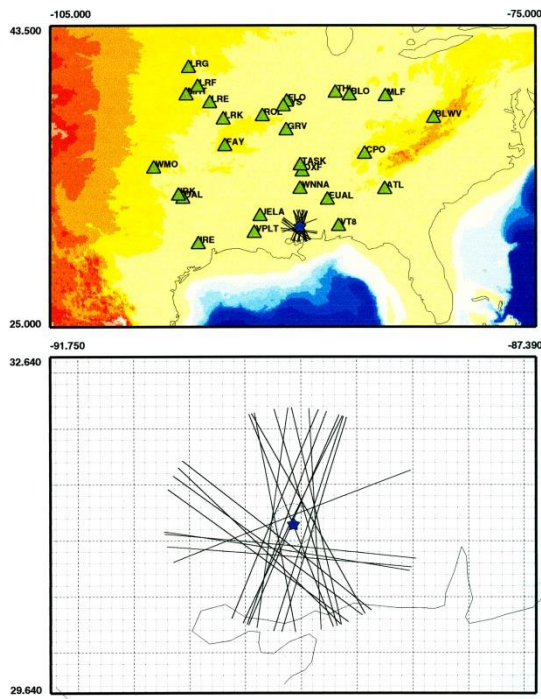 -105.000 -75.000
43.500
LRG
LRF
LRE
LRK
ROL
FLO
GRV
BLO
MLF
BLWV
FAY
CPO
TASK
OXF
WMO
WNNA
EUAL
ATL
IELA
VPLT
VT8
25.000
-91.750 -87.390
32.640
29.640